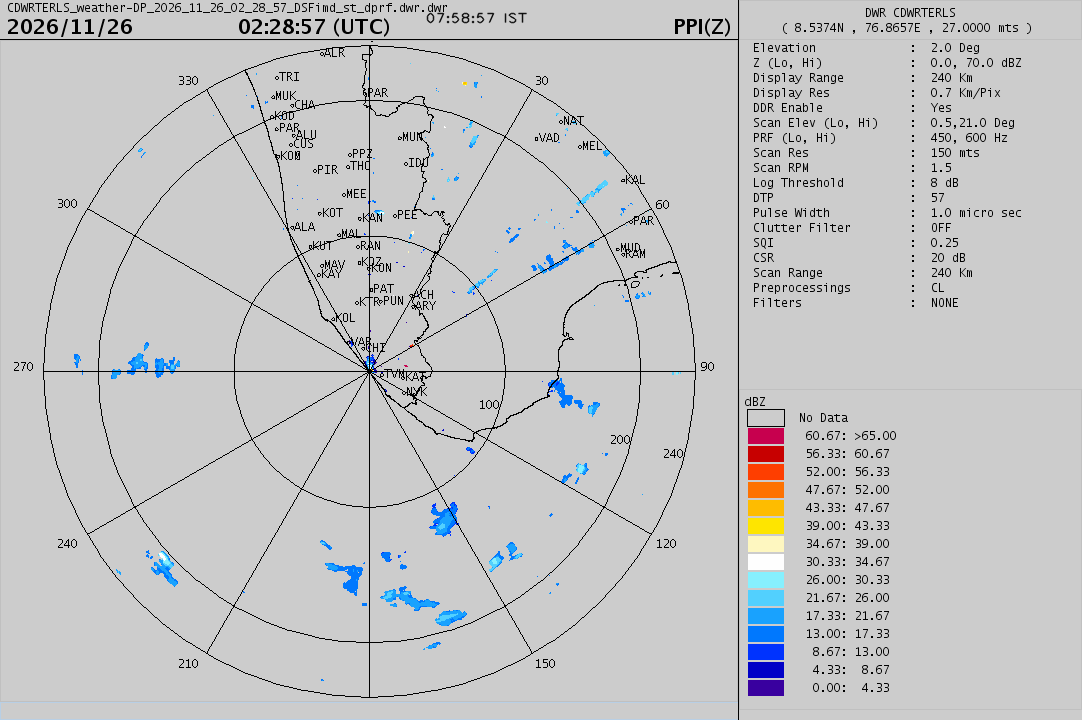 CDWRTERLS_weather-DP_2026_11_26_02_28_57_DSFimd_st_dprf.dwr.dwr
07:58:57 IST
2026/11/26 02:28:57 (UTC) PPI(Z)
DWR CDWRTERLS
( 8.5374N , 76.8657E , 27.0000 mts )
Elevation : 2.0 Deg
Z (Lo, Hi) : 0.0, 70.0 dBZ
Display Range : 240 Km
Display Res : 0.7 Km/Pix
DDR Enable : Yes
Scan Elev (Lo, Hi) : 0.5,21.0 Deg
PRF (Lo, Hi) : 450, 600 Hz
Scan Res : 150 mts
Scan RPM : 1.5
Log Threshold : 8 dB
DTP : 57
Pulse Width : 1.0 micro sec
Clutter Filter : OFF
SQI : 0.25
CSR : 20 dB
Scan Range : 240 Km
Preprocessings : CL
Filters : NONE
ALR
TRI
330
30
MUK
PAR
CHA
KOD
NAT
PAR
ALU
MUN
VAD
CUS
MEL
KOM
PPZ
IDU
PIR
THO
KAL
MEE
300
60
KOT
KAN
PEE
PAR
ALA
MAL
KUT
RAN
MUD
RAM
MAV
KOZ
KON
KAY
PAT
ACH
KTR
PUN
ARY
KOL
VAR
CHI
270
90
TVM
KAT
NYK
100
200
240
240
120
210
150
dBZ
No Data
60.67: >65.00
56.33: 60.67
52.00: 56.33
47.67: 52.00
43.33: 47.67
39.00: 43.33
34.67: 39.00
30.33: 34.67
26.00: 30.33
21.67: 26.00
17.33: 21.67
13.00: 17.33
8.67: 13.00
4.33: 8.67
0.00: 4.33